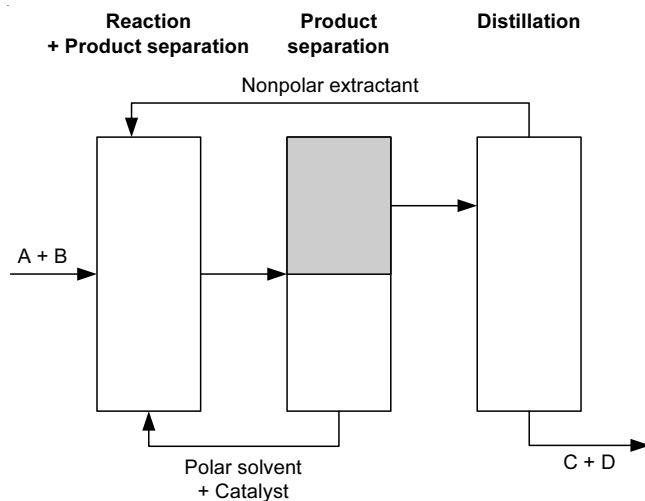 Reaction
+ Product separation
Product
separation
Distillation
Nonpolar extractant
A + B
Polar solvent
+ Catalyst
C + D